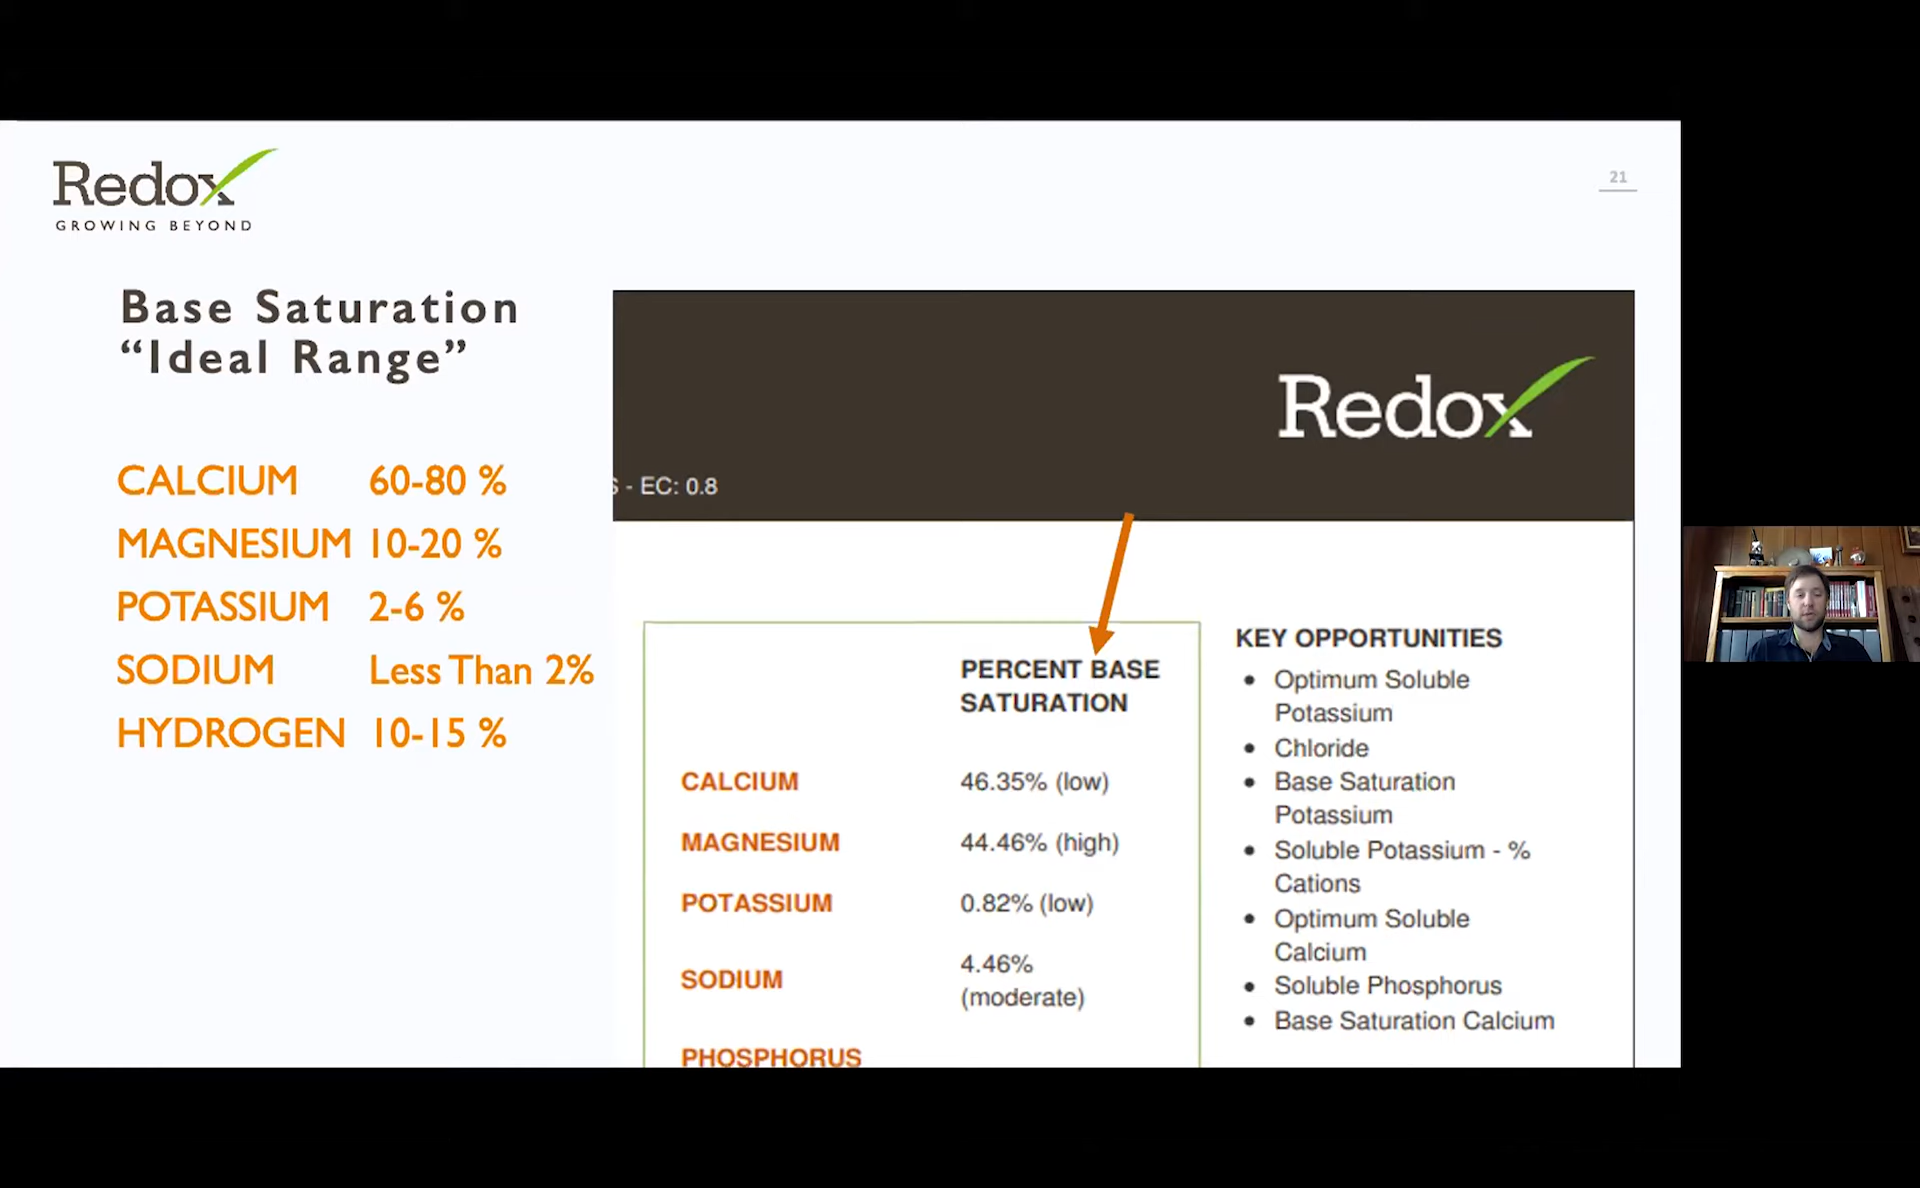 Redox
GROWING BEYOND
21
Base Saturation
“Ideal Range”
CALCIUM 60-80 %
MAGNESIUM 10-20 %
POTASSIUM 2-6 %
SODIUM Less Than 2%
HYDROGEN 10-15 %
Redox
- EC: 0.8
PERCENT BASE
SATURATION
CALCIUM 46.35% (low)
MAGNESIUM 44.46% (high)
POTASSIUM 0.82% (low)
SODIUM 4.46%
(moderate)
PHOSPHORUS
KEY OPPORTUNITIES
• Optimum Soluble
Potassium
• Chloride
• Base Saturation
Potassium
• Soluble Potassium - %
Cations
• Optimum Soluble
Calcium
• Soluble Phosphorus
• Base Saturation Calcium